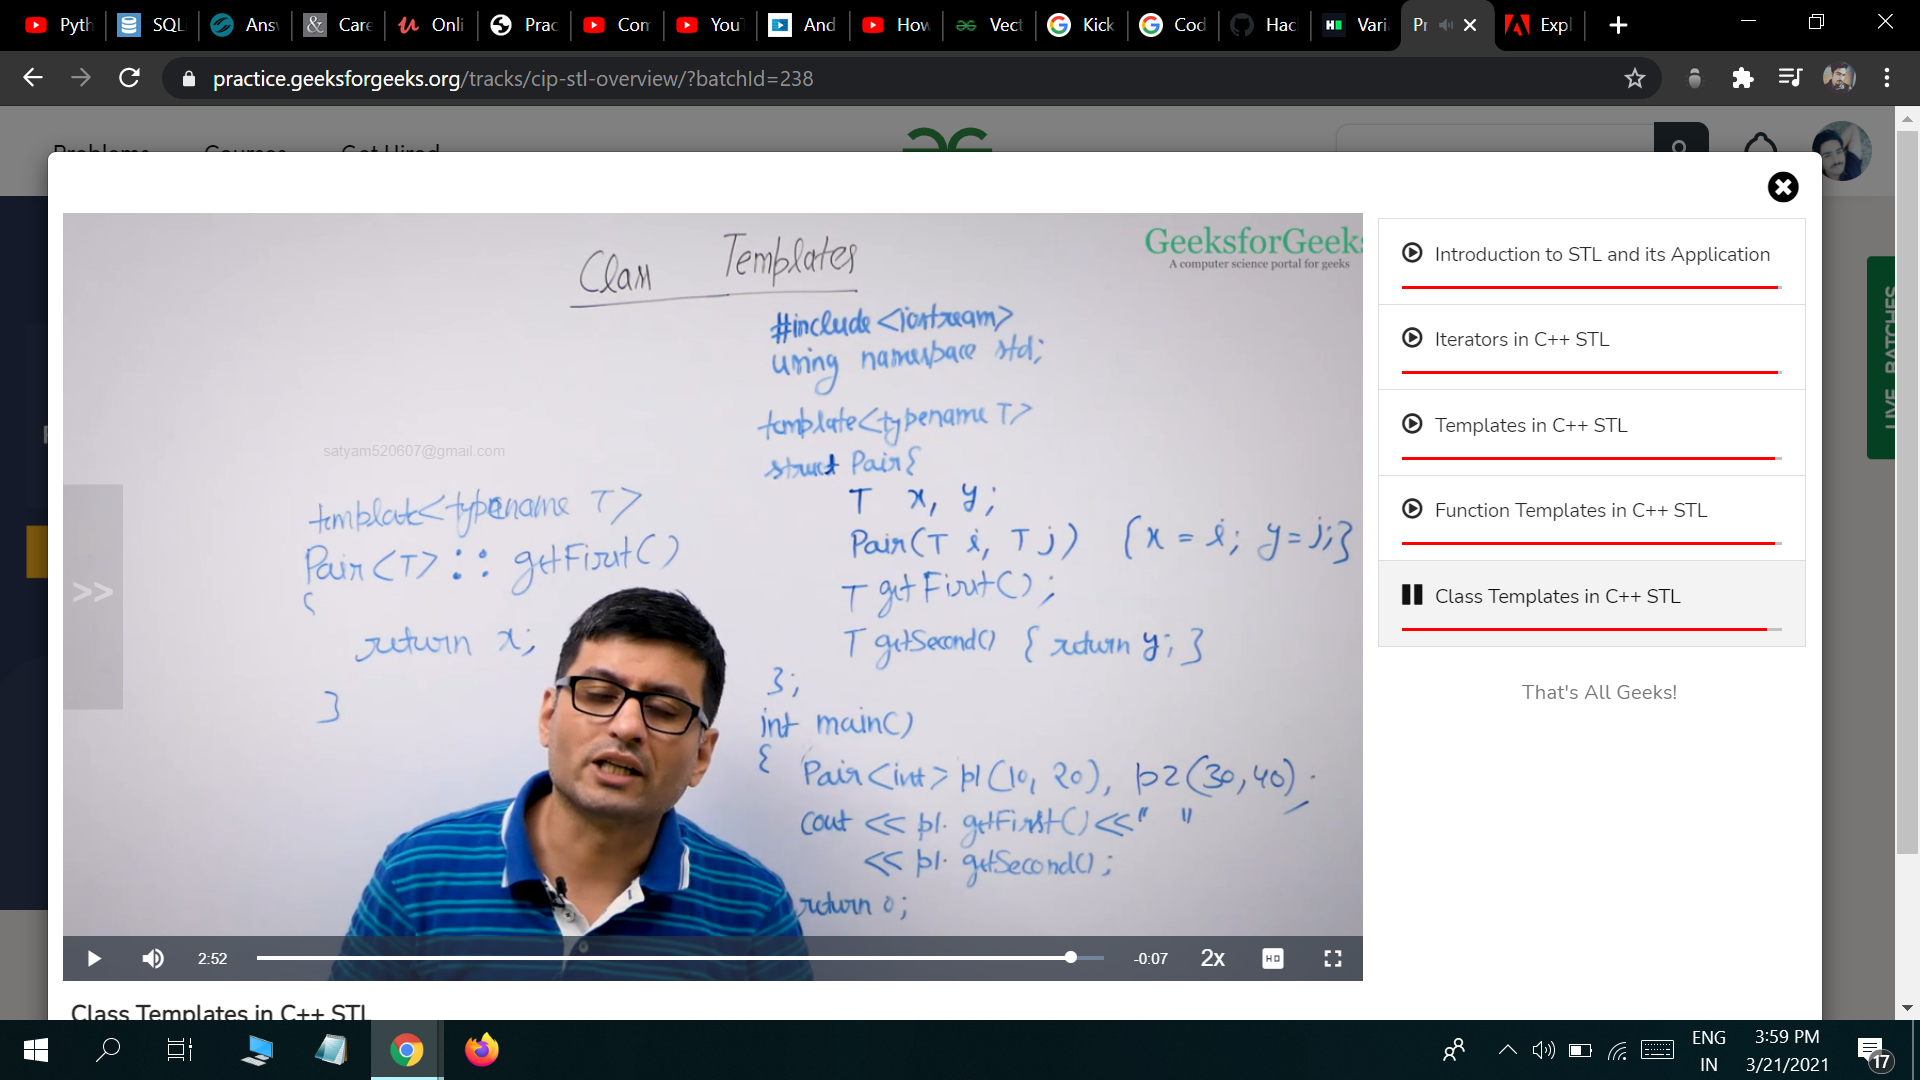 Pyth
SQL
Ans
Care
Onli
Prac
Com
You
And
How
Vect
Kick
Cod
Hac
Vari
Pr
Expl
practice.geeksforgeeks.org/tracks/cip-stl-overview/?batchId=238
Problems Courses Get Hired
GeeksforGeeks
A computer science portal for geeks
Class Templates
#include <iostream>
using namespace std;
template<typename T>
struct Pair{
T x, y;
Pair(T i, T j) {x = i; y = j;}
T getFirst();
T getSecond() { return y; }
};
int main()
{ Pair<int> p1(10, 20), p2(30,40);
cout << p1. getFirst() << " "
<< p1. getSecond();
return 0;
satyam520607@gmail.com
template<typename T>
Pair<T> :: getFirst()
{
return x;
}
>>
2:52
-0:07
2x
HD
Class Templates in C++ STL
Introduction to STL and its Application
Iterators in C++ STL
Templates in C++ STL
Function Templates in C++ STL
Class Templates in C++ STL
That's All Geeks!
LIVE BATCHES
ENG
IN
3:59 PM
3/21/2021
17